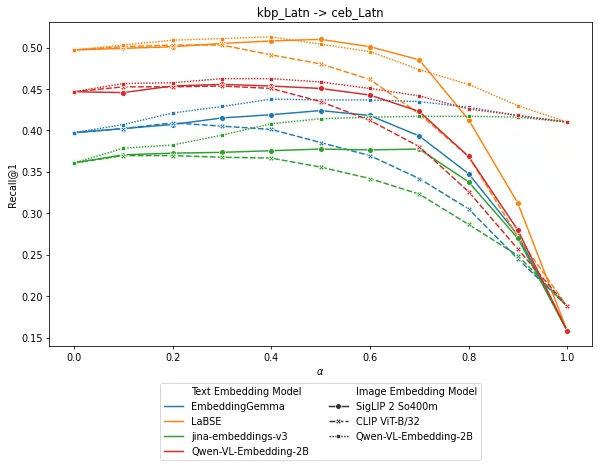 kbp_Latn -> ceb_Latn
Recall@1
0.50
0.45
0.40
0.35
0.30
0.25
0.20
0.15
0.0 0.2 0.4 0.6 0.8 1.0
α
Text Embedding Model Image Embedding Model
EmbeddingGemma SigLIP 2 So400m
LaBSE CLIP ViT-B/32
jina-embeddings-v3 Qwen-VL-Embedding-2B
Qwen-VL-Embedding-2B